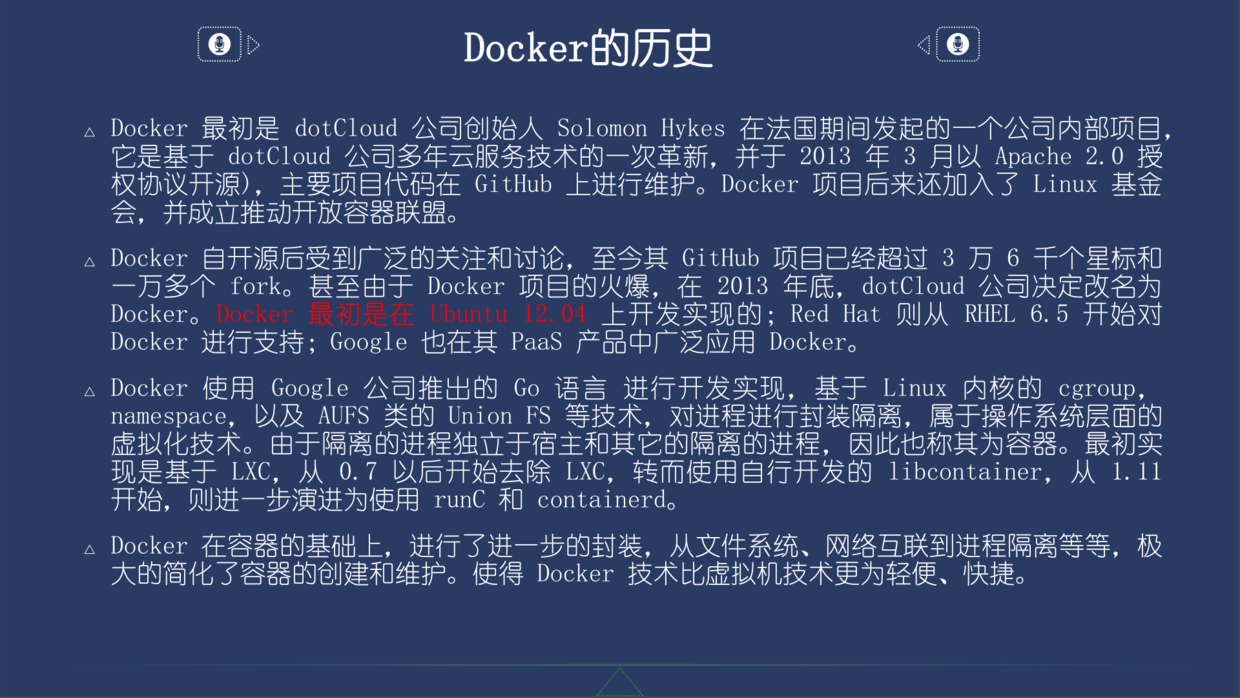 Docker的历史
Docker 最初是 dotCloud 公司创始人 Solomon Hykes 在法国期间发起的一个公司内部项目，
它是基于 dotCloud 公司多年云服务技术的一次革新，并于 2013 年 3 月以 Apache 2.0 授
权协议开源)，主要项目代码在 GitHub 上进行维护。Docker 项目后来还加入了 Linux 基金
会，并成立推动开放容器联盟。
Docker 自开源后受到广泛的关注和讨论，至今其 GitHub 项目已经超过 3 万 6 千个星标和
一万多个 fork。甚至由于 Docker 项目的火爆，在 2013 年底，dotCloud 公司决定改名为
Docker。Docker 最初是在 Ubuntu 12.04 上开发实现的；Red Hat 则从 RHEL 6.5 开始对
Docker 进行支持；Google 也在其 PaaS 产品中广泛应用 Docker。
Docker 使用 Google 公司推出的 Go 语言 进行开发实现，基于 Linux 内核的 cgroup，
namespace，以及 AUFS 类的 Union FS 等技术，对进程进行封装隔离，属于操作系统层面的
虚拟化技术。由于隔离的进程独立于宿主和其它的隔离的进程，因此也称其为容器。最初实
现是基于 LXC，从 0.7 以后开始去除 LXC，转而使用自行开发的 libcontainer，从 1.11
开始，则进一步演进为使用 runC 和 containerd。
Docker 在容器的基础上，进行了进一步的封装，从文件系统、网络互联到进程隔离等等，极
大的简化了容器的创建和维护。使得 Docker 技术比虚拟机技术更为轻便、快捷。